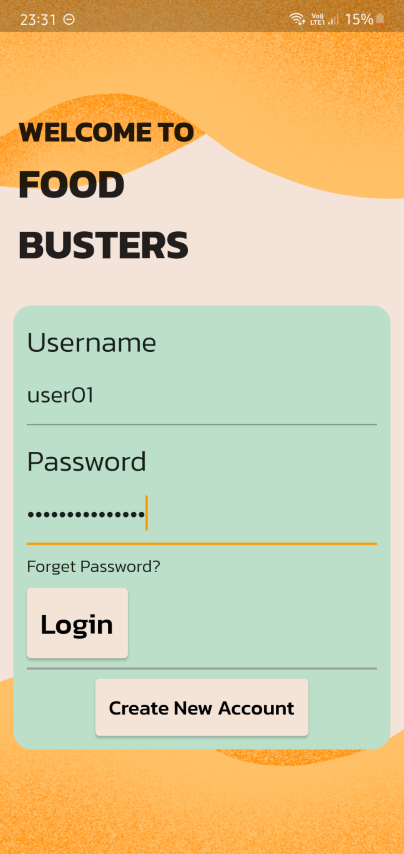 23:31
Vo))
LTE1
15%
WELCOME TO
FOOD
BUSTERS
Username
user01
Password
•••••••••••••••
Forget Password?
Login
Create New Account